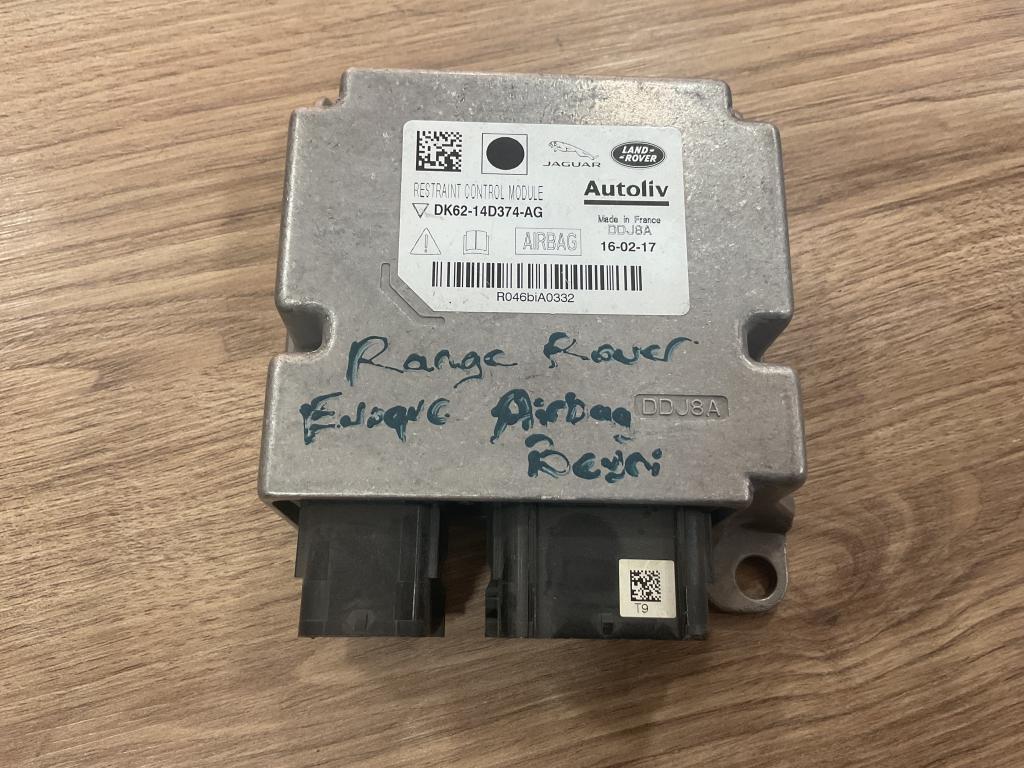 JAGUAR
LAND-
-ROVER
RESTRAINT CONTROL MODULE
Autoliv
DK62-14D374-AG
Made in France
DDJ8A
AIRBAG
16-02-17
R046biA0332
Range Rover
Evoque Airbag
DDJ8A
Beyni
T9